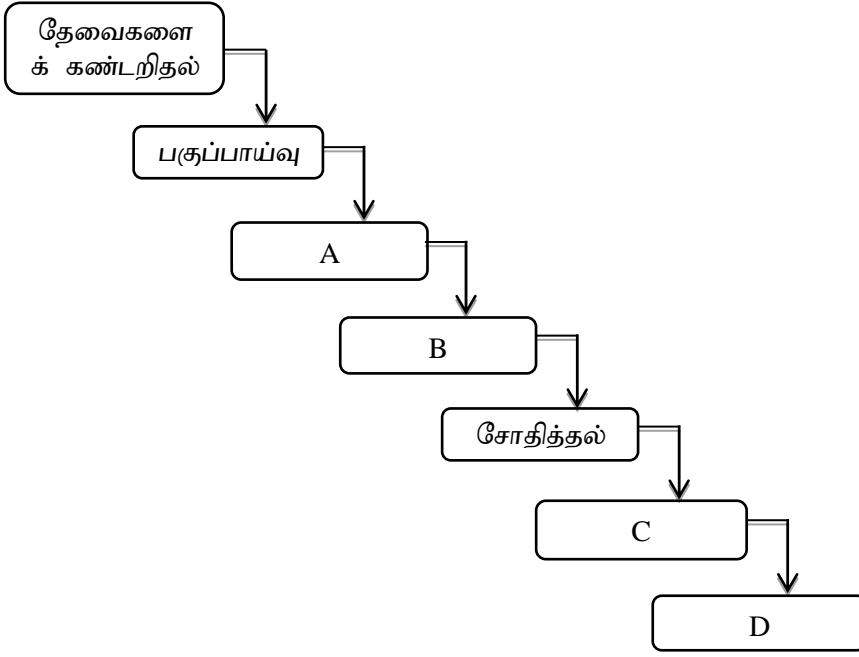 தேவைகளை
க் கண்டறிதல்
பகுப்பாய்வு
A
B
சோதித்தல்
C
D